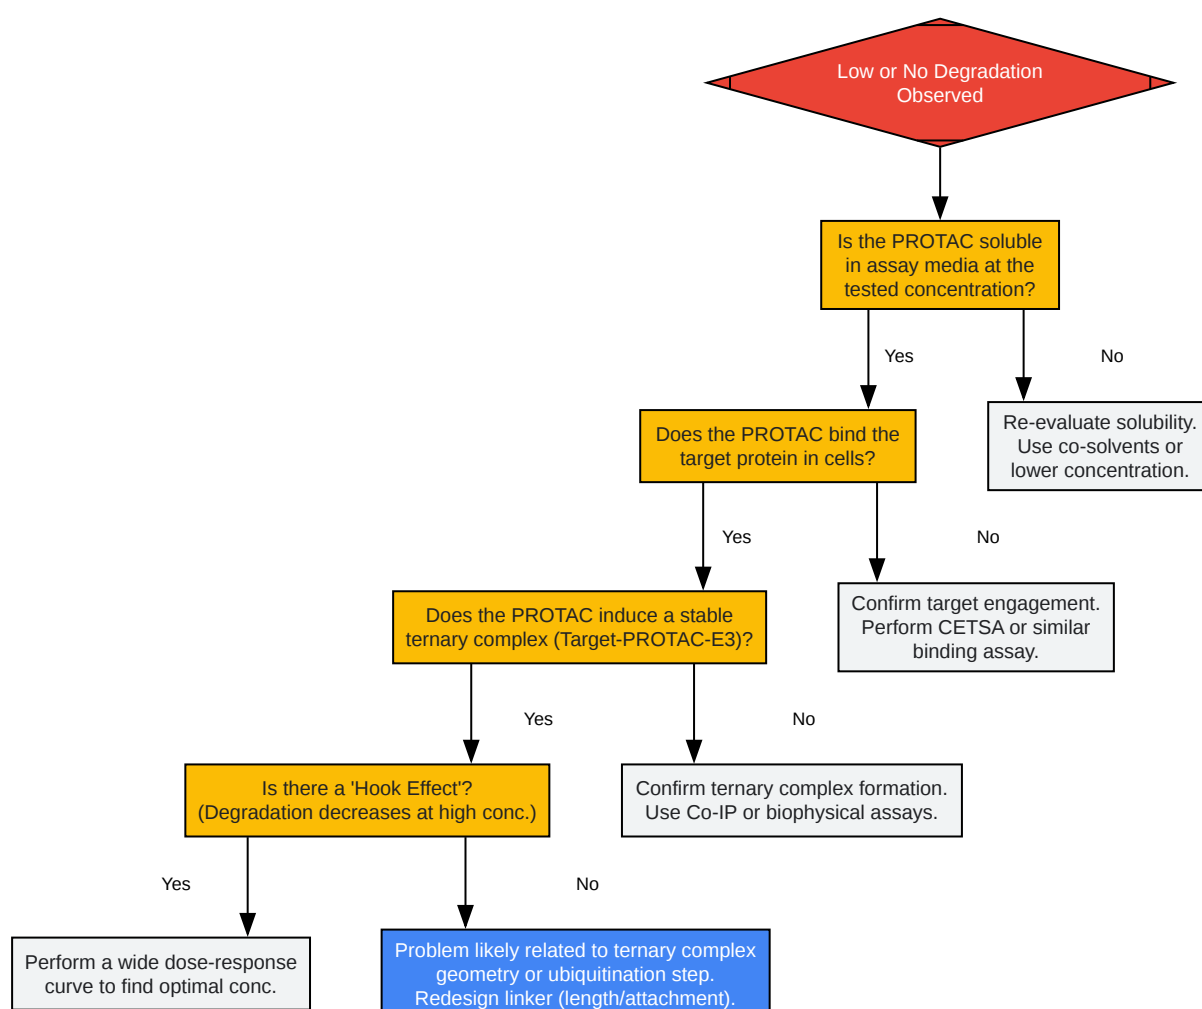 Low or No Degradation
Observed
Is the PROTAC soluble
in assay media at the
tested concentration?
Yes
No
Does the PROTAC bind the
target protein in cells?
Re-evaluate solubility.
Use co-solvents or
lower concentration.
Yes
No
Does the PROTAC induce a stable
ternary complex (Target-PROTAC-E3)?
Confirm target engagement.
Perform CETSA or similar
binding assay.
Yes
No
Is there a 'Hook Effect'?
(Degradation decreases at high conc.)
Confirm ternary complex formation.
Use Co-IP or biophysical assays.
Yes
No
Perform a wide dose-response
curve to find optimal conc.
Problem likely related to ternary complex
geometry or ubiquitination step.
Redesign linker (length/attachment).